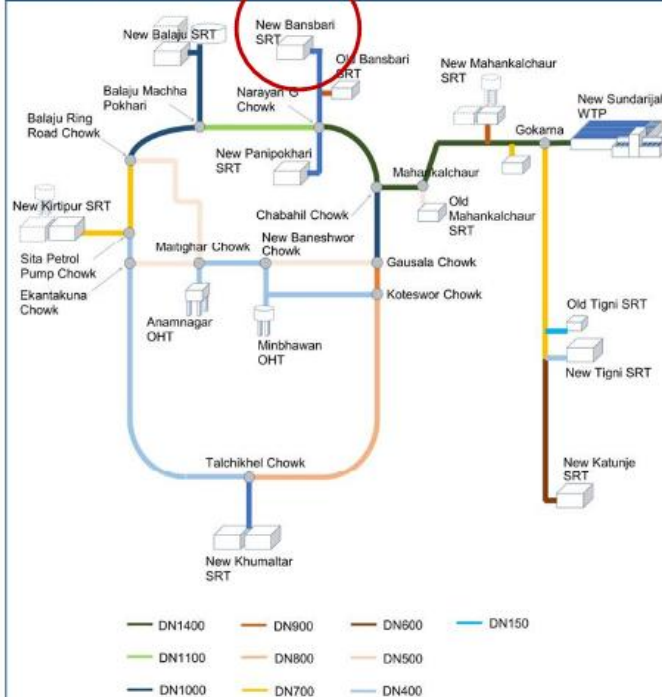 New Balaju SRT
New Bansbari
SRT
Old Bansbari
SRT
New Mahankalchaur
SRT
New Sundarijal
WTP
Balaju Machha
Pokhari
Narayan G
Chowk
Gokarna
Balaju Ring
Road Chowk
New Panipokhari
SRT
Mahankalchaur
Chabahil Chowk
Old
Mahankalchaur
SRT
New Kirtipur SRT
Sita Petrol
Pump Chowk
Maitighar Chowk
New Baneshwor
Chowk
Gausala Chowk
Ekantakuna
Chowk
Koteswor Chowk
Anamnagar
OHT
Minbhawan
OHT
Old Tigni SRT
New Tigni SRT
Talchikhel Chowk
New Katunje
SRT
New Khumaltar
SRT
DN1400
DN900
DN600
DN150
DN1100
DN800
DN500
DN1000
DN700
DN400